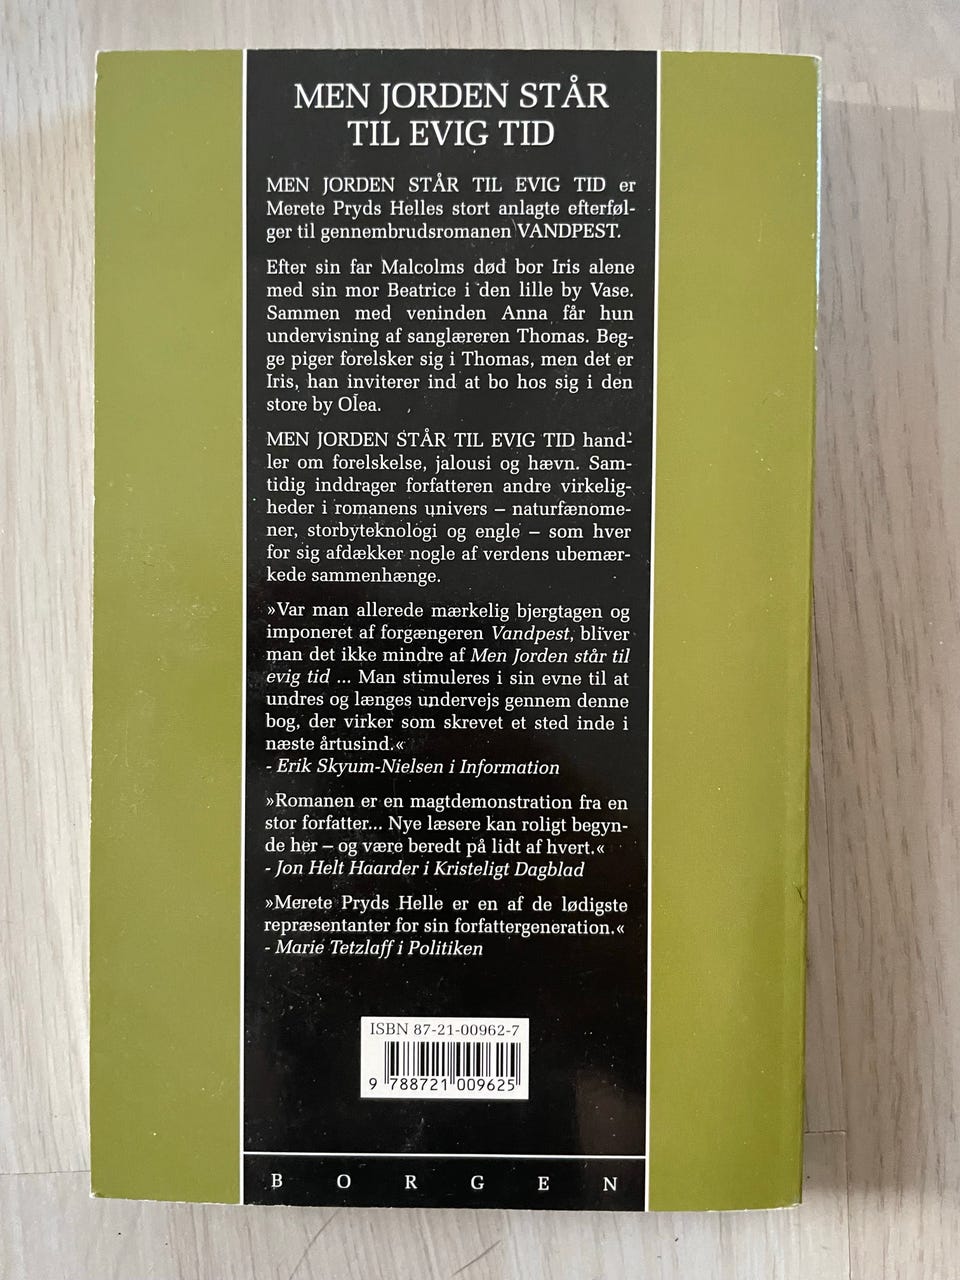 MEN JORDEN STÅR
TIL EVIG TID
MEN JORDEN STÅR TIL EVIG TID er
Merete Pryds Helles stort anlagte efterføl-
ger til gennembrudsromanen VANDPEST.
Efter sin far Malcolms død bor Iris alene
med sin mor Beatrice i den lille by Vase.
Sammen med veninden Anna får hun
undervisning af sanglæreren Thomas. Beg-
ge piger forelsker sig i Thomas, men det er
Iris, han inviterer ind at bo hos sig i den
store by Olea.
MEN JORDEN STÅR TIL EVIG TID hand-
ler om forelskelse, jalousi og hævn. Sam-
tidig inddrager forfatteren andre virkelig-
heder i romanens univers – naturfænome-
ner, storbyteknologi og engle – som hver
for sig afdækker nogle af verdens ubemær-
kede sammenhænge.
»Var man allerede mærkelig bjergtagen og
imponeret af forgængeren Vandpest, bliver
man det ikke mindre af Men Jorden står til
evig tid ... Man stimuleres i sin evne til at
undres og længes undervejs gennem denne
bog, der virker som skrevet et sted inde i
næste årtusind.«
- Erik Skyum-Nielsen i Information
»Romanen er en magtdemonstration fra en
stor forfatter... Nye læsere kan roligt begyn-
de her – og være beredt på lidt af hvert.«
- Jon Helt Haarder i Kristeligt Dagblad
»Merete Pryds Helle er en af de lødigste
repræsentanter for sin forfattergeneration.«
- Marie Tetzlaff i Politiken
ISBN 87-21-00962-7
9 788721 009625
BORGEN